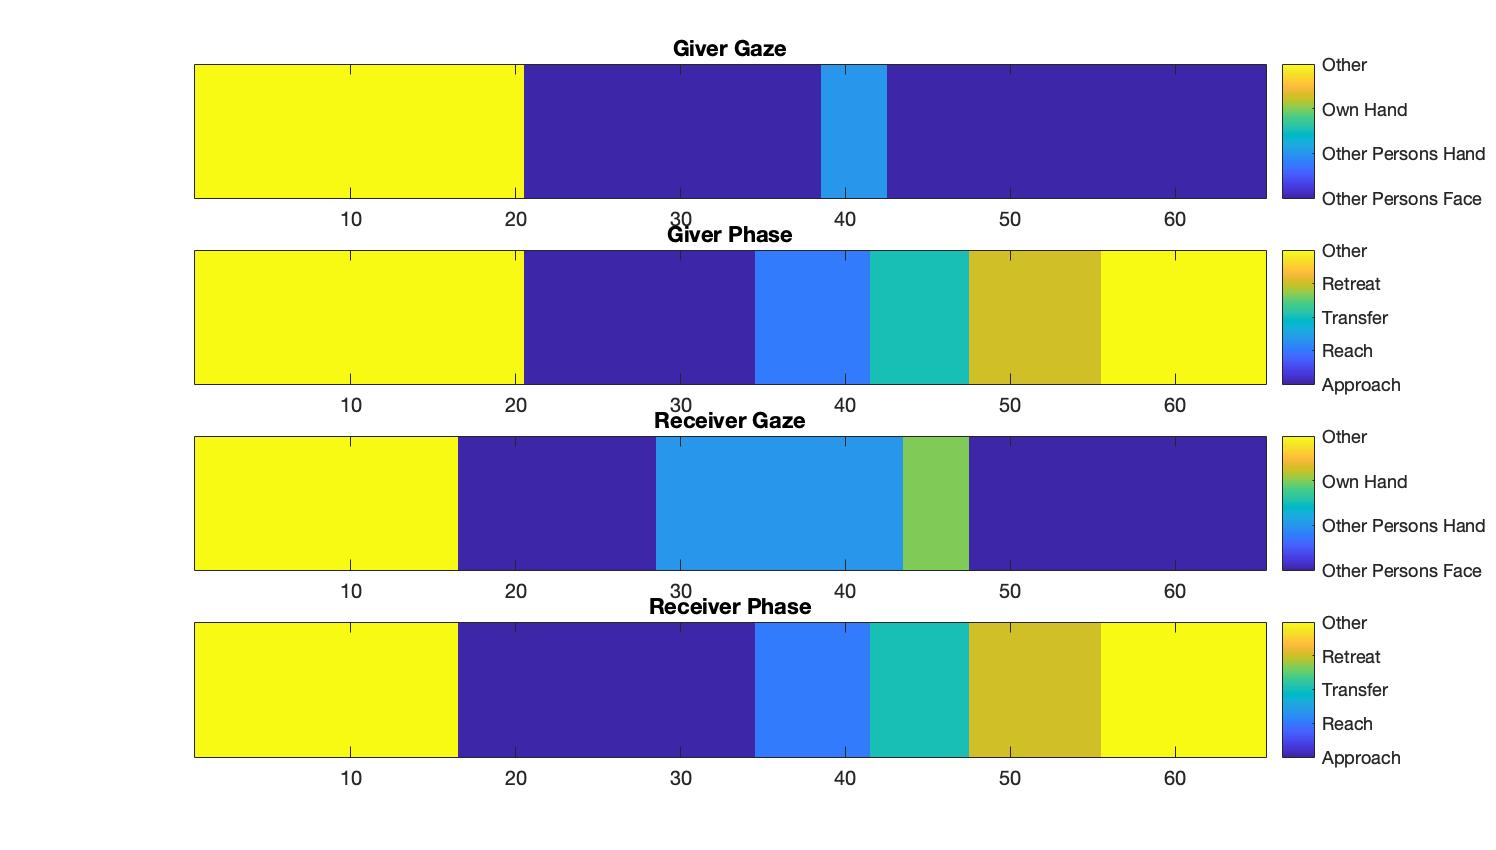 Giver Gaze
Other
Own Hand
Other Persons Hand
Other Persons Face
10 20 30 40 50 60
Giver Phase
Other
Retreat
Transfer
Reach
Approach
10 20 30 40 50 60
Receiver Gaze
Other
Own Hand
Other Persons Hand
Other Persons Face
10 20 30 40 50 60
Receiver Phase
Other
Retreat
Transfer
Reach
Approach
10 20 30 40 50 60